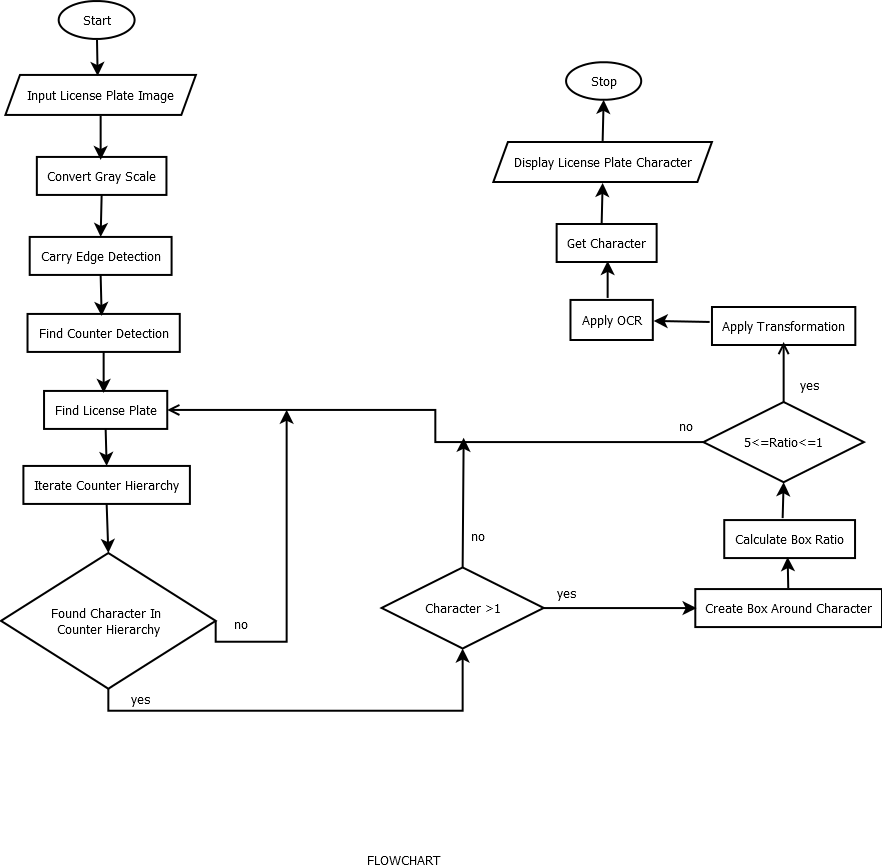 Start
Input License Plate Image
Convert Gray Scale
Carry Edge Detection
Find Counter Detection
Find License Plate
Iterate Counter Hierarchy
Found Character In
Counter Hierarchy
no
yes
Character >1
no
yes
Create Box Around Character
Calculate Box Ratio
5<=Ratio<=1
no
yes
Apply Transformation
Apply OCR
Get Character
Display License Plate Character
Stop
FLOWCHART